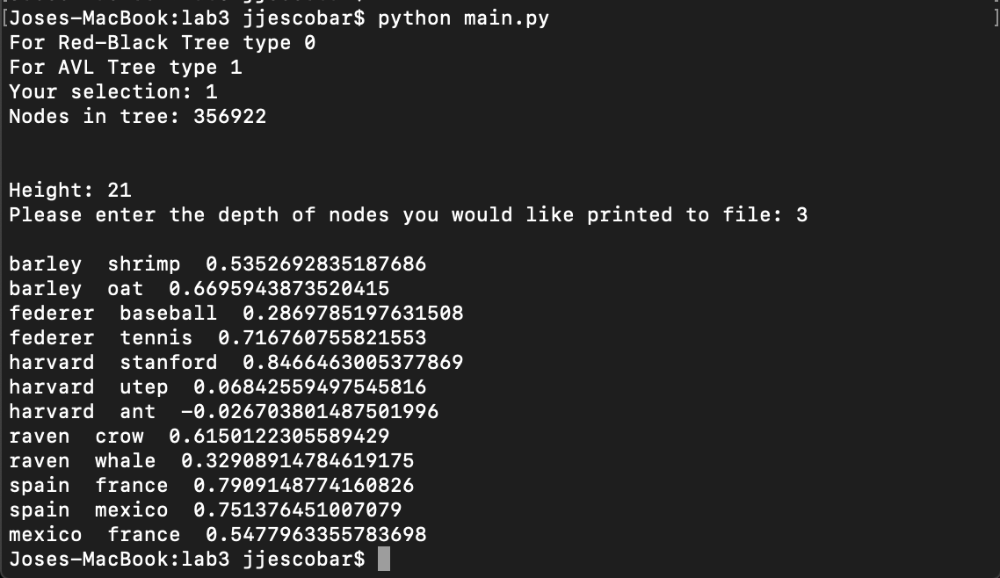 [Joses-MacBook:lab3 jjescobar$ python main.py ]
For Red-Black Tree type 0
For AVL Tree type 1
Your selection: 1
Nodes in tree: 356922
Height: 21
Please enter the depth of nodes you would like printed to file: 3
barley  shrimp  0.5352692835187686
barley  oat  0.6695943873520415
federer  baseball  0.2869785197631508
federer  tennis  0.716760755821553
harvard  stanford  0.8466463005377869
harvard  utep  0.06842559497545816
harvard  ant  -0.026703801487501996
raven  crow  0.6150122305589429
raven  whale  0.32908914784619175
spain  france  0.7909148774160826
spain  mexico  0.751376451007079
mexico  france  0.5477963355783698
Joses-MacBook:lab3 jjescobar$